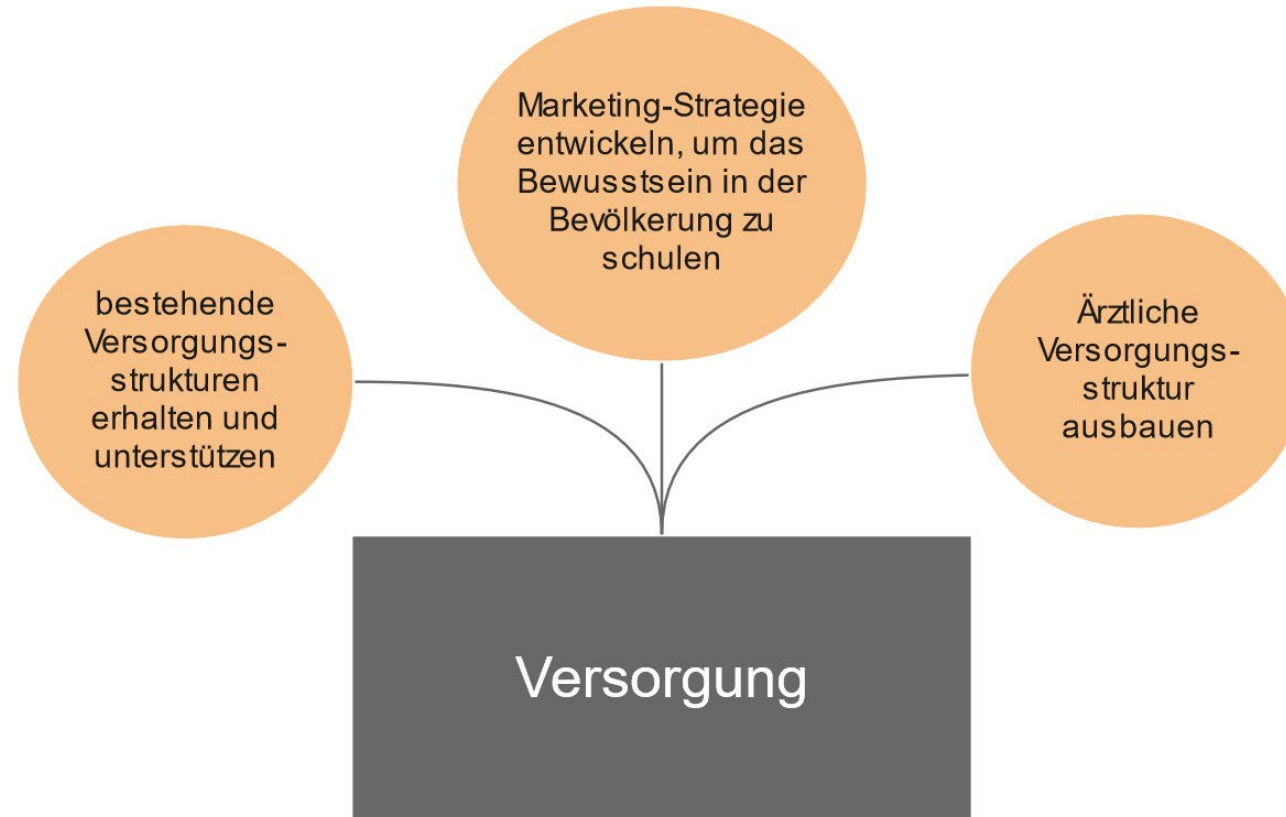 Marketing-Strategie
entwickeln, um das
Bewusstsein in der
Bevölkerung zu
schulen
bestehende
Versorgungs-
strukturen
erhalten und
unterstützen
Ärztliche
Versorgungs-
struktur
ausbauen
Versorgung